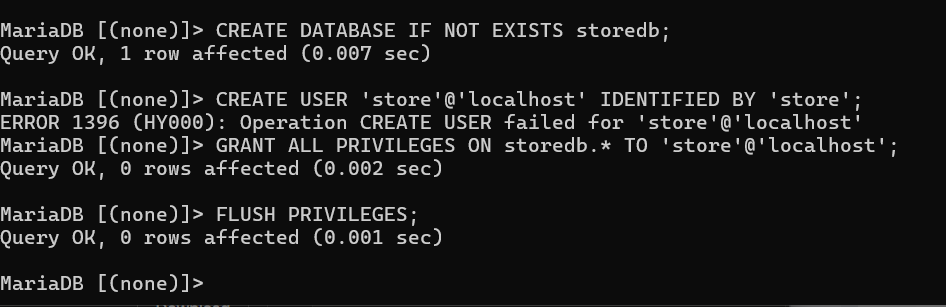 MariaDB [(none)]> CREATE DATABASE IF NOT EXISTS storedb;
Query OK, 1 row affected (0.007 sec)
MariaDB [(none)]> CREATE USER 'store'@'localhost' IDENTIFIED BY 'store';
ERROR 1396 (HY000): Operation CREATE USER failed for 'store'@'localhost'
MariaDB [(none)]> GRANT ALL PRIVILEGES ON storedb.* TO 'store'@'localhost';
Query OK, 0 rows affected (0.002 sec)
MariaDB [(none)]> FLUSH PRIVILEGES;
Query OK, 0 rows affected (0.001 sec)
MariaDB [(none)]>